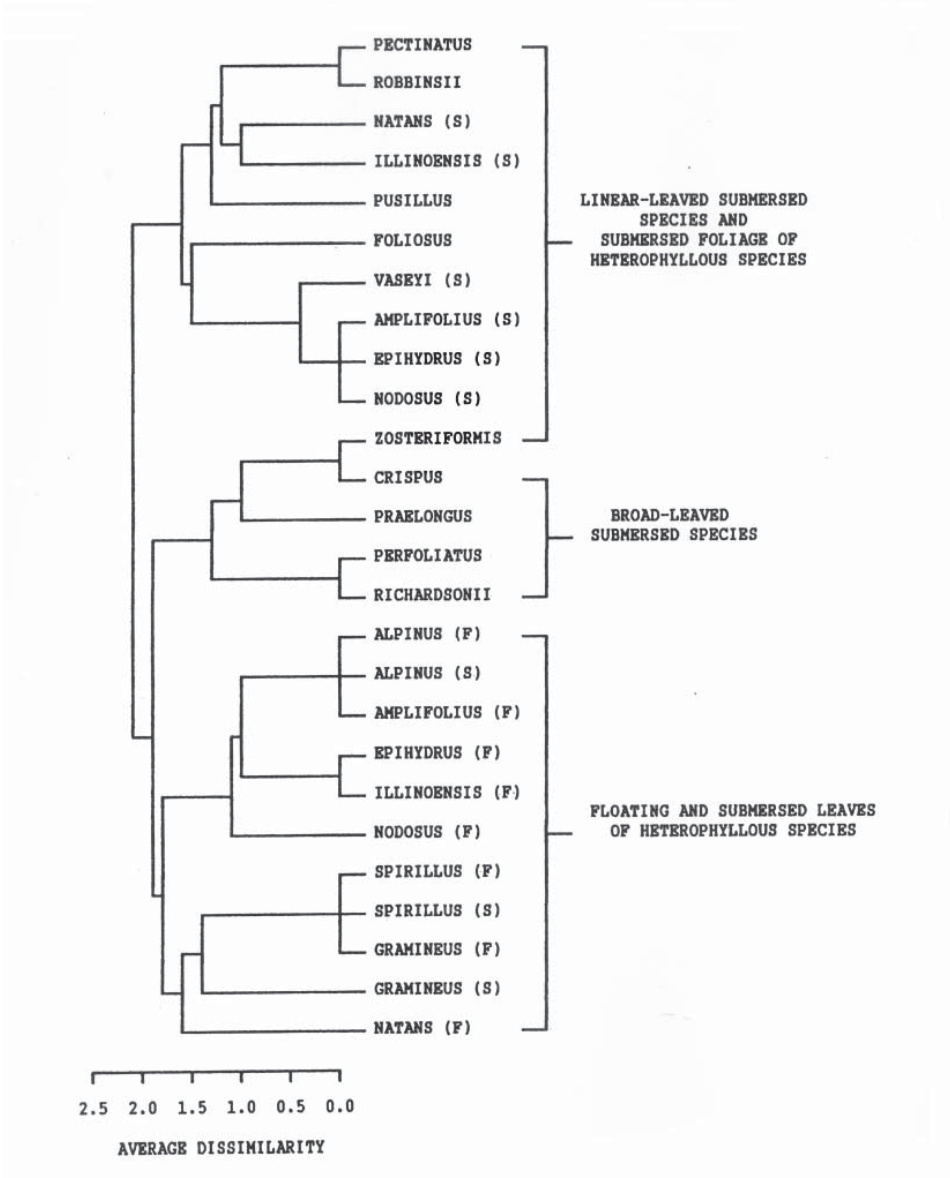 PECTINATUS
ROBBINSII
NATANS (S)
ILLINOENSIS (S)
PUSILLUS
FOLIOSUS
VASEYI (S)
AMPLIFOLIUS (S)
EPIHYDRUS (S)
NODOSUS (S)
ZOSTERIFORMIS
CRISPUS
PRAELONGUS
PERFOLIATUS
RICHARDSONII
ALPINUS (F)
ALPINUS (S)
AMPLIFOLIUS (F)
EPIHYDRUS (F)
ILLINOENSIS (F)
NODOSUS (F)
SPIRILLUS (F)
SPIRILLUS (S)
GRAMINEUS (F)
GRAMINEUS (S)
NATANS (F)
LINEAR-LEAVED SUBMERSED
SPECIES AND
SUBMERSED FOLIAGE OF
HETEROPHYLLOUS SPECIES
BROAD-LEAVED
SUBMERSED SPECIES
FLOATING AND SUBMERSED LEAVES
OF HETEROPHYLLOUS SPECIES
2.5 2.0 1.5 1.0 0.5 0.0
AVERAGE DISSIMILARITY